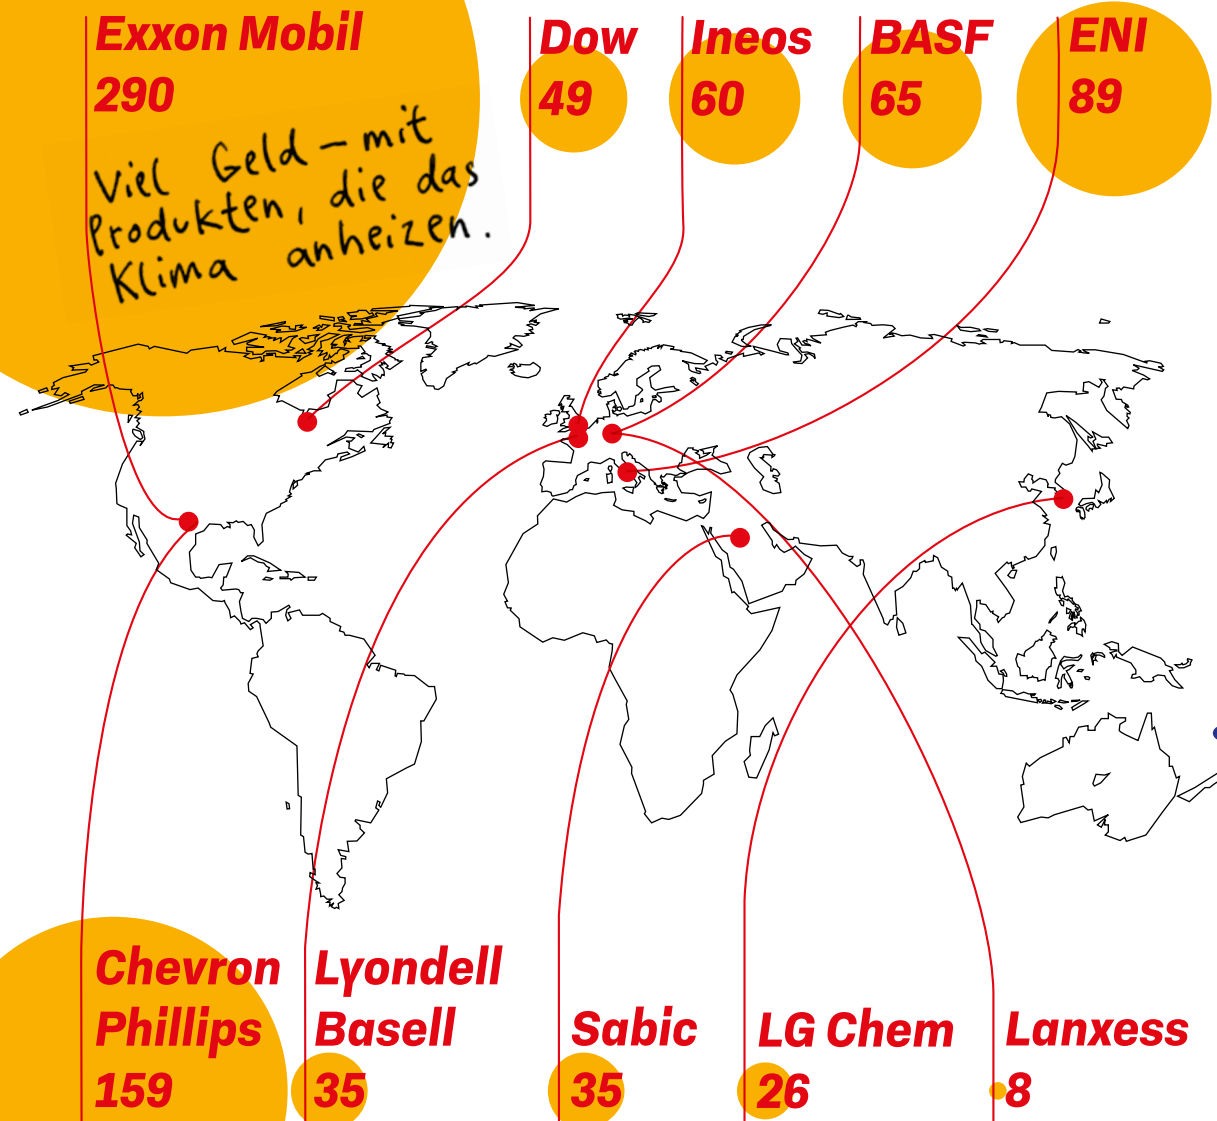 Exxon Mobil
290
Viel Geld – mit
Produkten, die das
Klima anheizen.
Dow
49
Ineos
60
BASF
65
ENI
89
Chevron
Phillips
159
Lyondell
Basell
35
Sabic
35
LG Chem
26
Lanxess
8